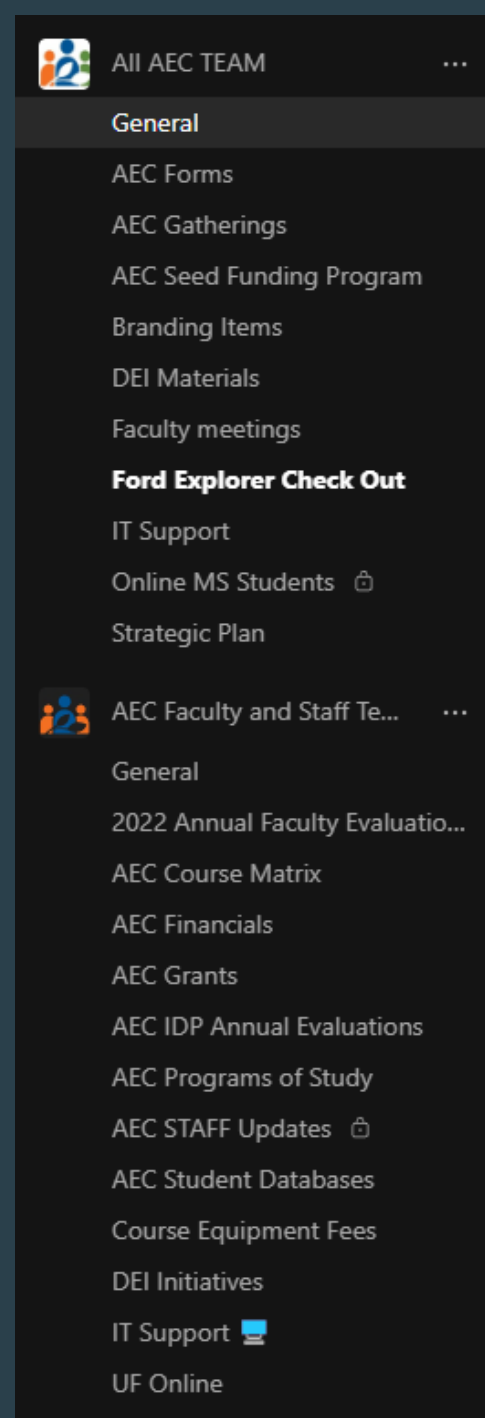 All AEC TEAM
General
AEC Forms
AEC Gatherings
AEC Seed Funding Program
Branding Items
DEI Materials
Faculty meetings
Ford Explorer Check Out
IT Support
Online MS Students
Strategic Plan
AEC Faculty and Staff Te...
General
2022 Annual Faculty Evaluatio...
AEC Course Matrix
AEC Financials
AEC Grants
AEC IDP Annual Evaluations
AEC Programs of Study
AEC STAFF Updates
AEC Student Databases
Course Equipment Fees
DEI Initiatives
IT Support
UF Online